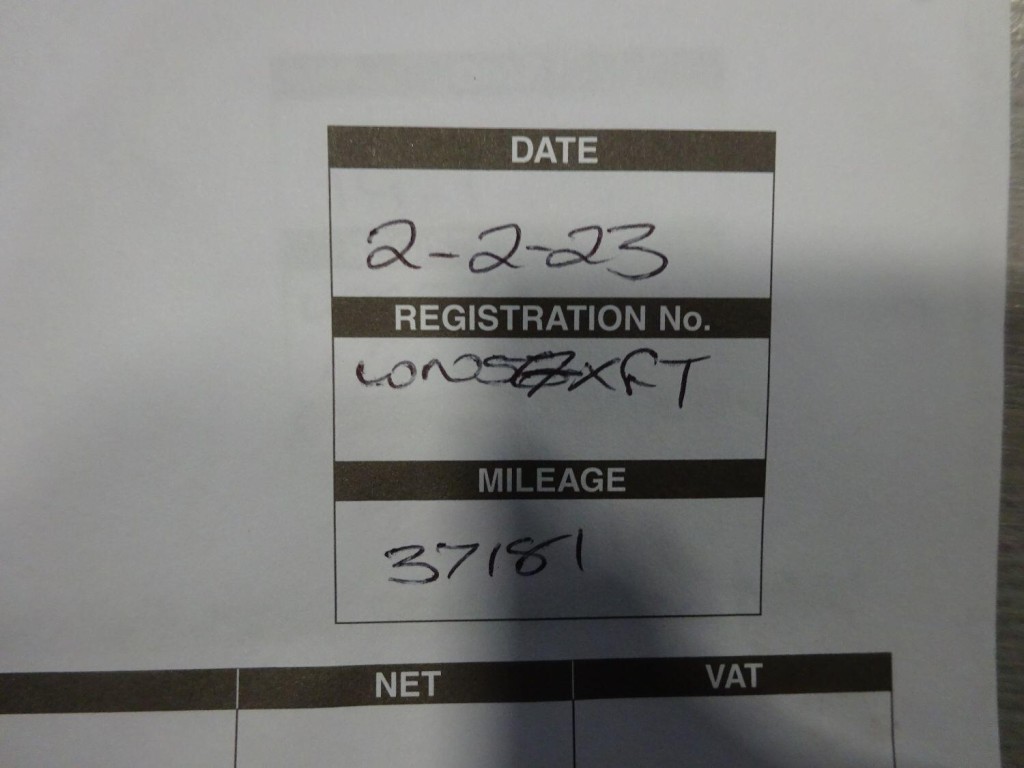 DATE
2-2-23
REGISTRATION No.
MILEAGE
37181
NET
VAT